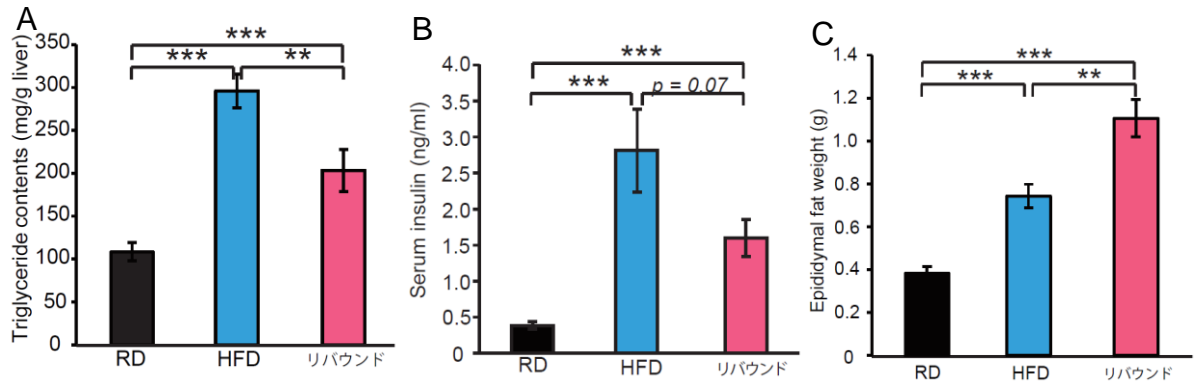 A
Triglyceride contents (mg/g liver)
350
300
250
200
150
100
50
0
***
***
**
RD
HFD
リバウンド
B
Serum insulin (ng/ml)
4.0
3.5
3.0
2.5
2.0
1.5
1.0
0.5
0
***
***
p = 0.07
RD
HFD
リバウンド
C
Epididymal fat weight (g)
1.4
1.2
1.0
0.8
0.6
0.4
0.2
0
***
***
**
RD
HFD
リバウンド